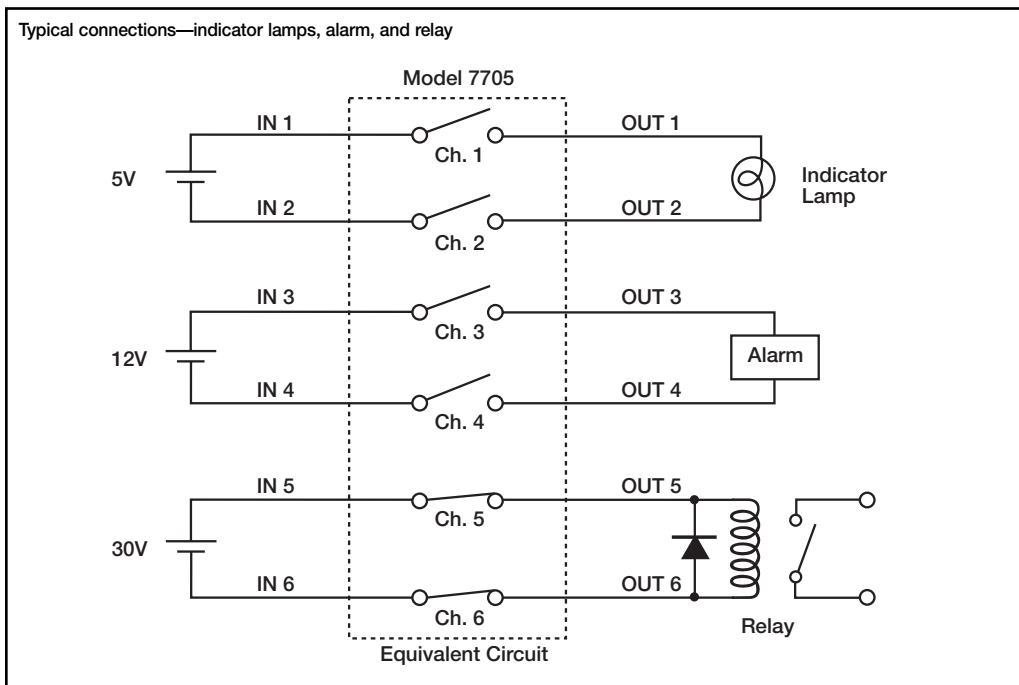 Typical connections—indicator lamps, alarm, and relay
Model 7705
IN 1
OUT 1
Ch. 1
5V
Indicator
Lamp
IN 2
OUT 2
Ch. 2
IN 3
OUT 3
Ch. 3
12V
Alarm
IN 4
OUT 4
Ch. 4
IN 5
OUT 5
Ch. 5
30V
IN 6
OUT 6
Ch. 6
Relay
Equivalent Circuit